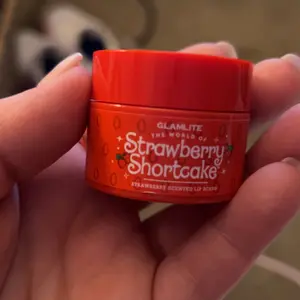 GLAMLITE
THE WORLD OF
Strawberry
Shortcake
STRAWBERRY SCENTED LIP SCRUB